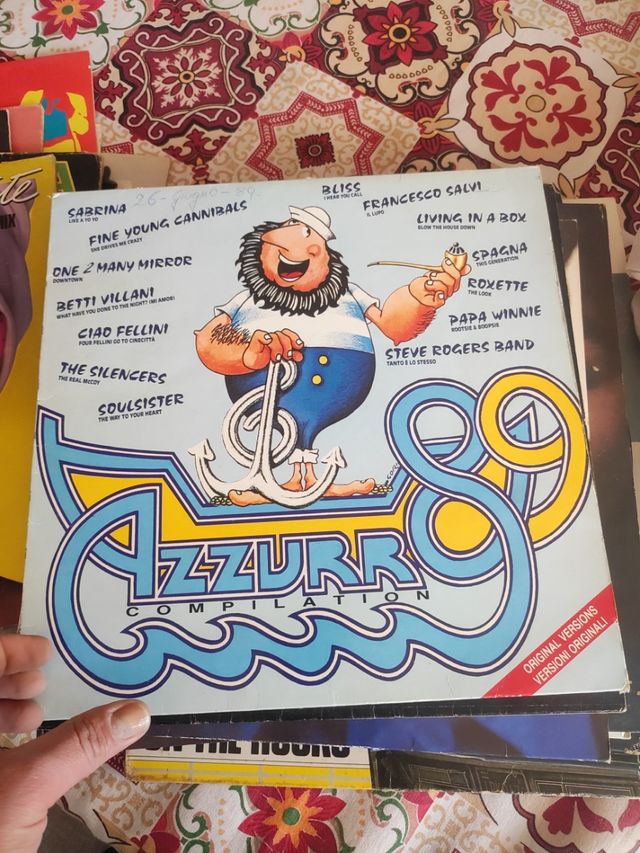 26-giugno-89
SABRINA
LIKE A YO YO
FINE YOUNG CANNIBALS
SHE DRIVES ME CRAZY
ONE 2 MANY MIRROR
DOWNTOWN
BETTI VILLANI
WHAT HAVE YOU DONE TO THE NIGHT? (MI AMOR)
CIAO FELLINI
FOUR FELLINI GO TO CINECITTÀ
THE SILENCERS
THE REAL McCOY
SOULSISTER
THE WAY TO YOUR HEART
BLISS
I HEAR YOU CALL
FRANCESCO SALVI
IL LUPO
LIVING IN A BOX
BLOW THE HOUSE DOWN
SPAGNA
THIS GENERATION
ROXETTE
THE LOOK
PAPA WINNIE
ROOTSIE & BOOPSIE
STEVE ROGERS BAND
TANTO È LO STESSO
AZZURRO 89
COMPILATION
ORIGINAL VERSIONS
VERSIONI ORIGINALI
THE